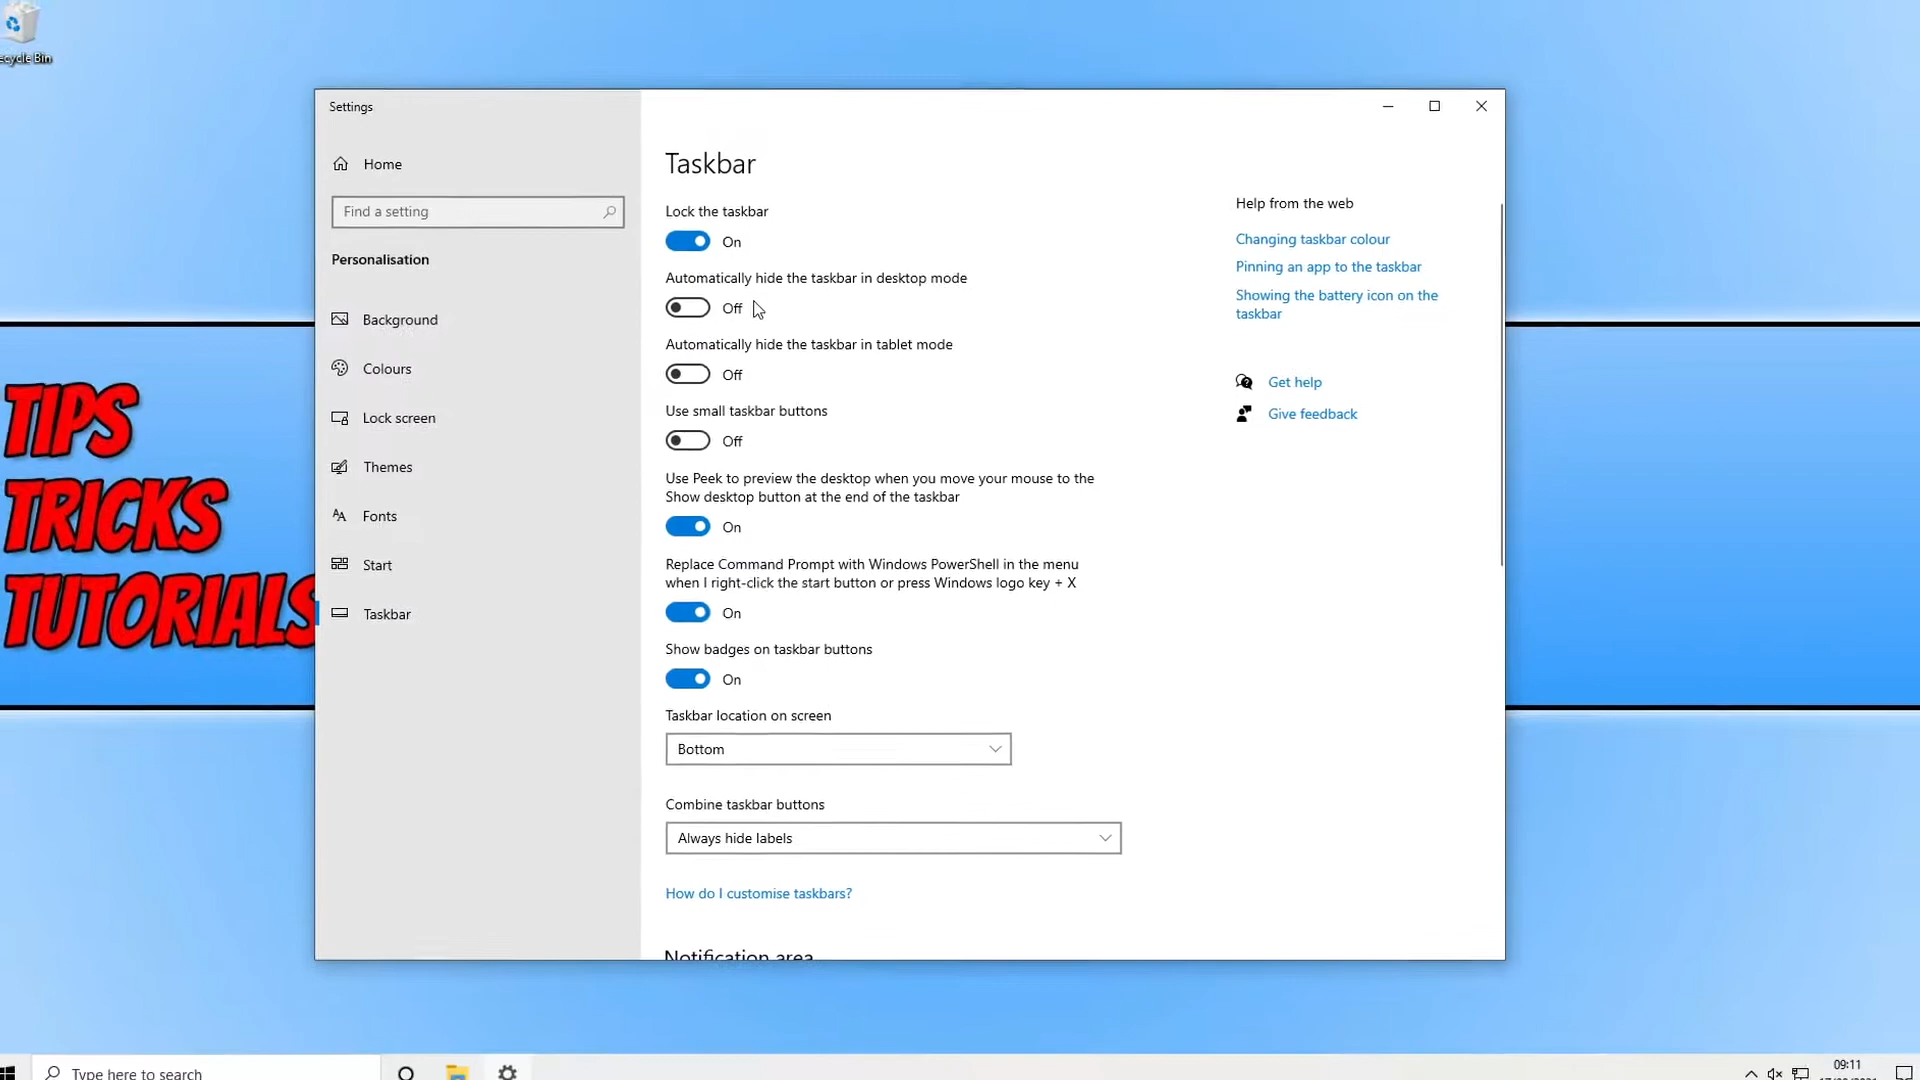 ecycle Bin
Settings
Home
Find a setting
Personalisation
Background
Colours
Lock screen
Themes
Fonts
Start
Taskbar
Taskbar
Lock the taskbar
On
Automatically hide the taskbar in desktop mode
Off
Automatically hide the taskbar in tablet mode
Off
Use small taskbar buttons
Off
Use Peek to preview the desktop when you move your mouse to the
Show desktop button at the end of the taskbar
On
Replace Command Prompt with Windows PowerShell in the menu
when I right-click the start button or press Windows logo key + X
On
Show badges on taskbar buttons
On
Taskbar location on screen
Bottom
Combine taskbar buttons
Always hide labels
How do I customise taskbars?
Notification area
Help from the web
Changing taskbar colour
Pinning an app to the taskbar
Showing the battery icon on the
taskbar
Get help
Give feedback
TIPS
TRICKS
TUTORIALS
Type here to search
09:11